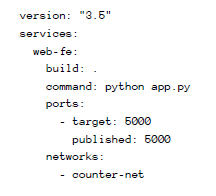 version: "3.5"
services:
  web-fe:
    build: .
    command: python app.py
    ports:
      - target: 5000
        published: 5000
    networks:
      - counter-net